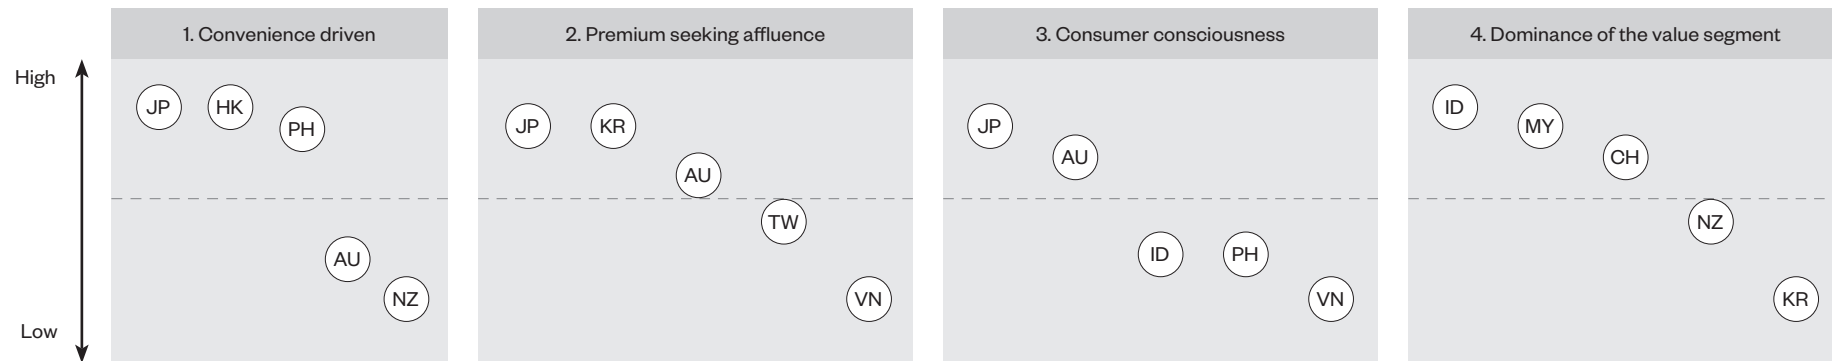 1. Convenience driven
2. Premium seeking affluence
3. Consumer consciousness
4. Dominance of the value segment
High
JP
HK
PH
AU
NZ
JP
KR
AU
TW
VN
JP
AU
ID
PH
VN
ID
MY
CH
NZ
KR
Low